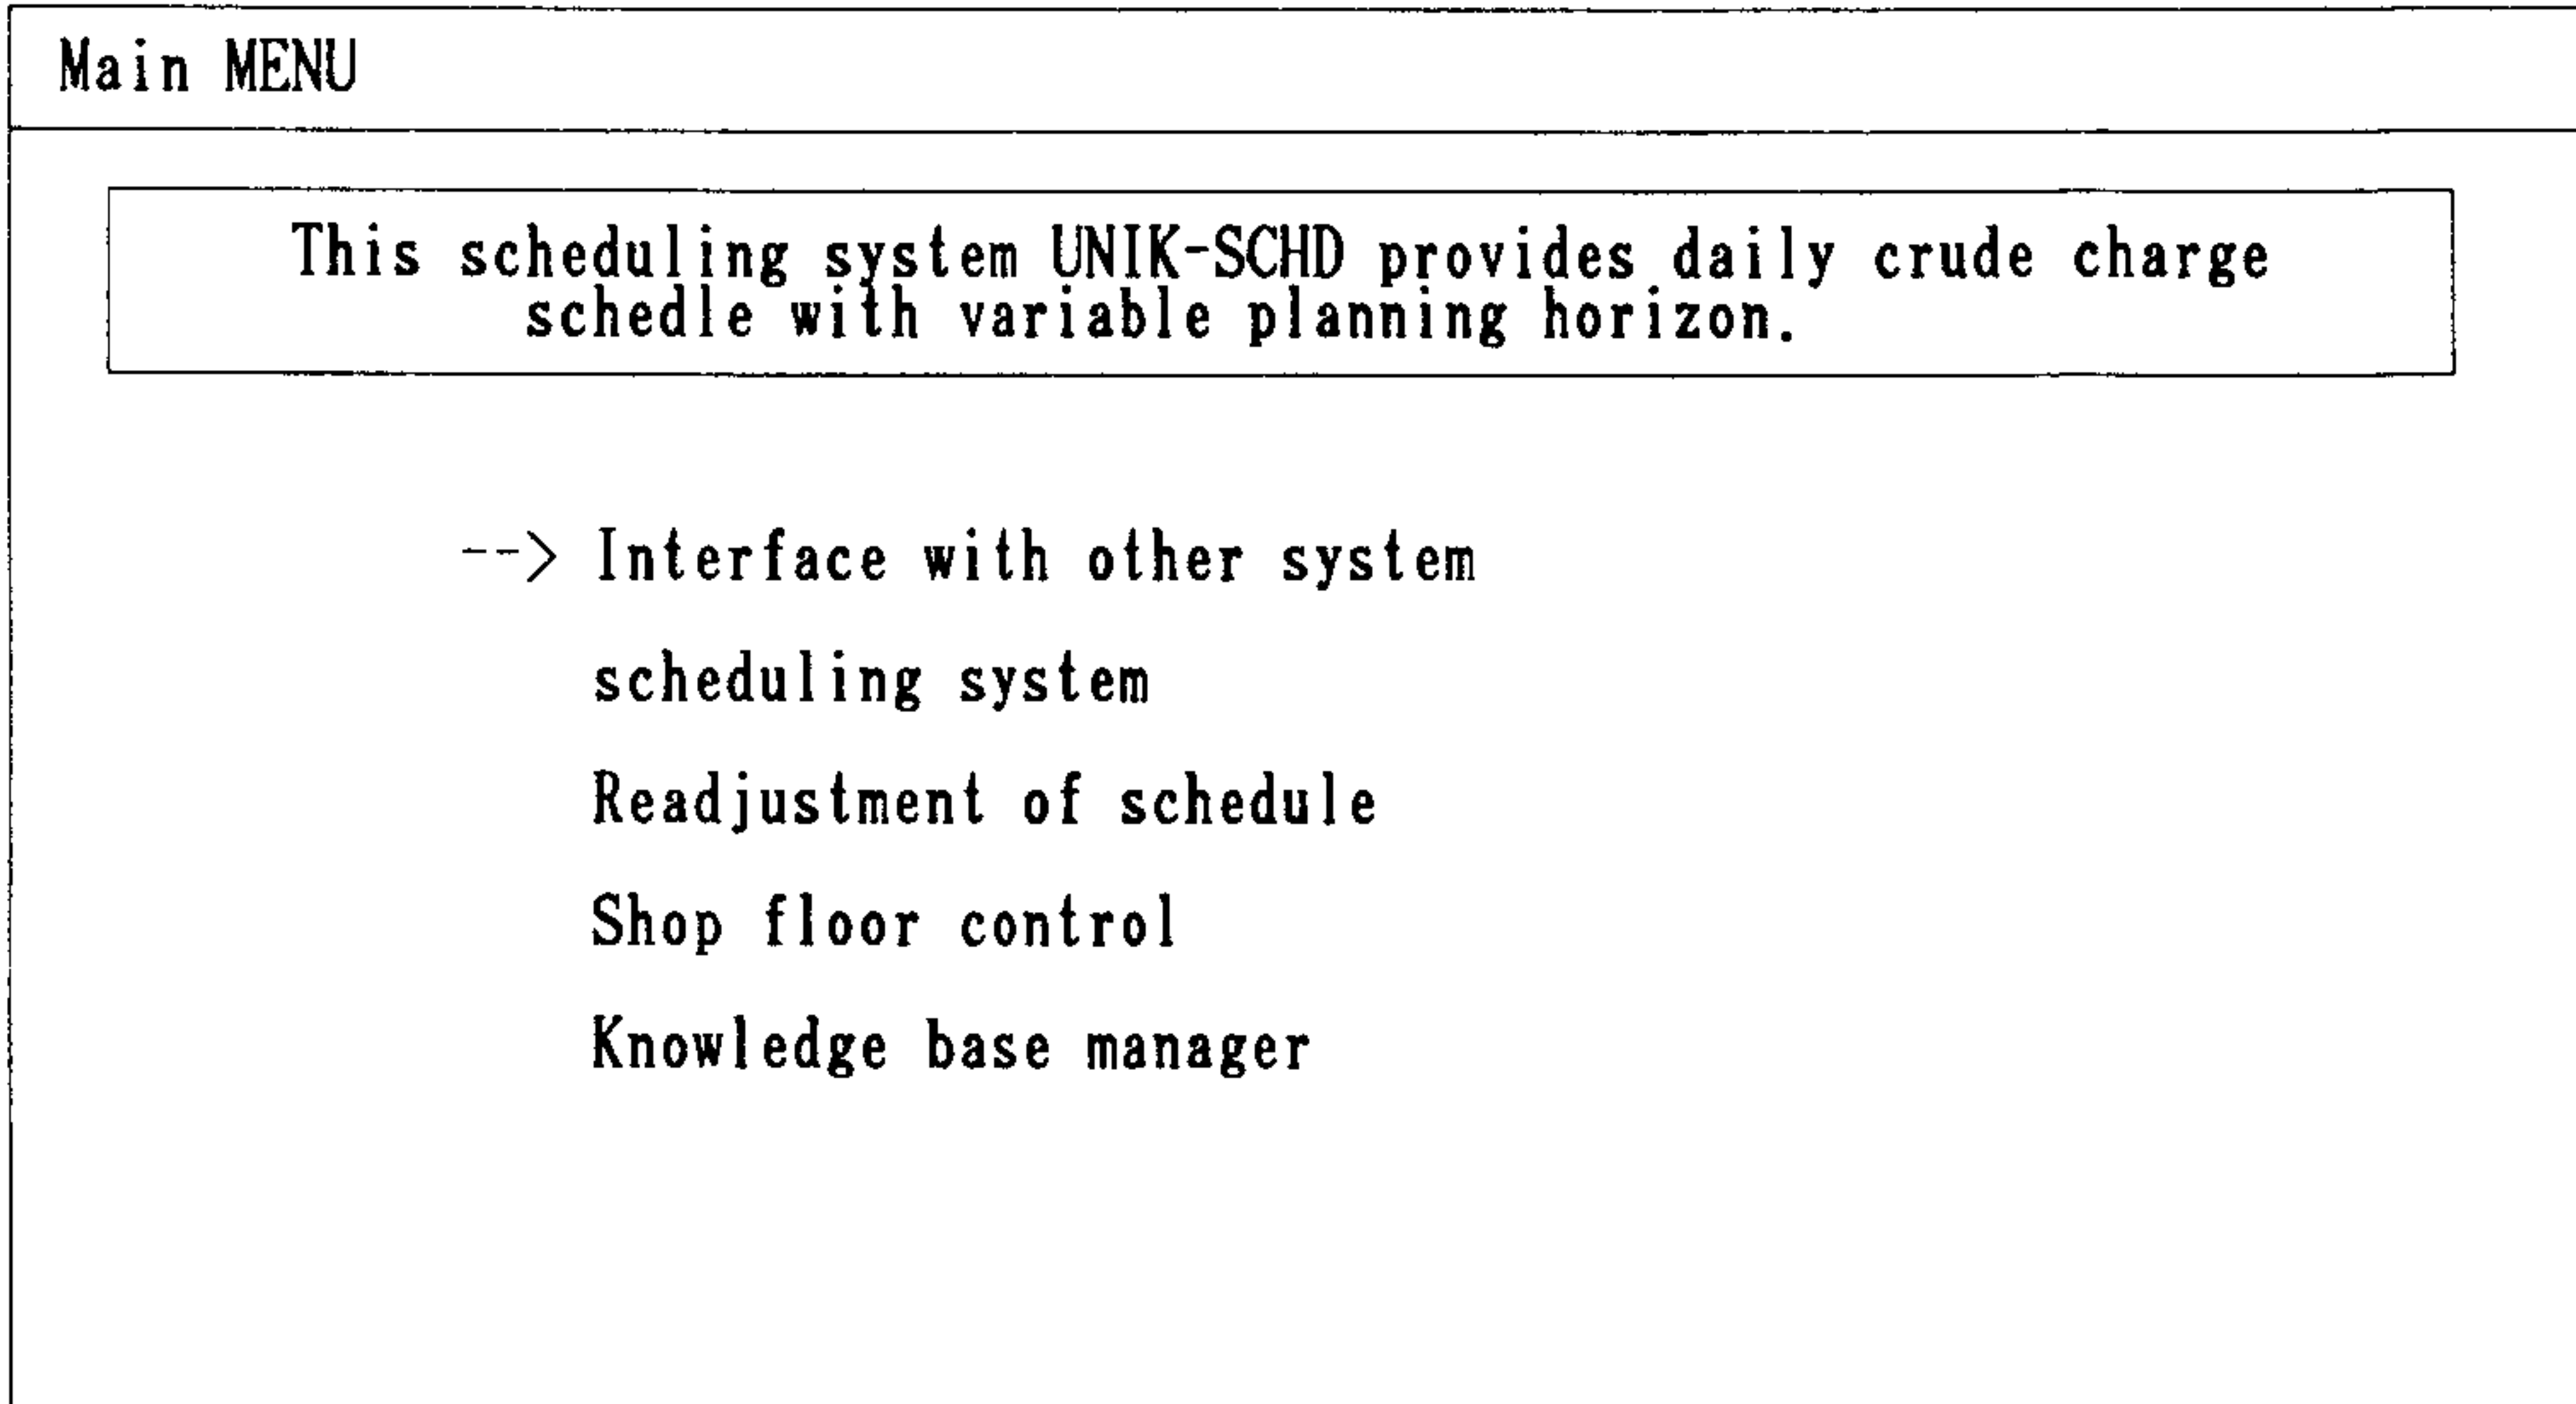 Main MENU
This scheduling system UNIK-SCHD provides daily crude charge
schedle with variable planning horizon.
--> Interface with other system
scheduling system
Readjustment of schedule
Shop floor control
Knowledge base manager